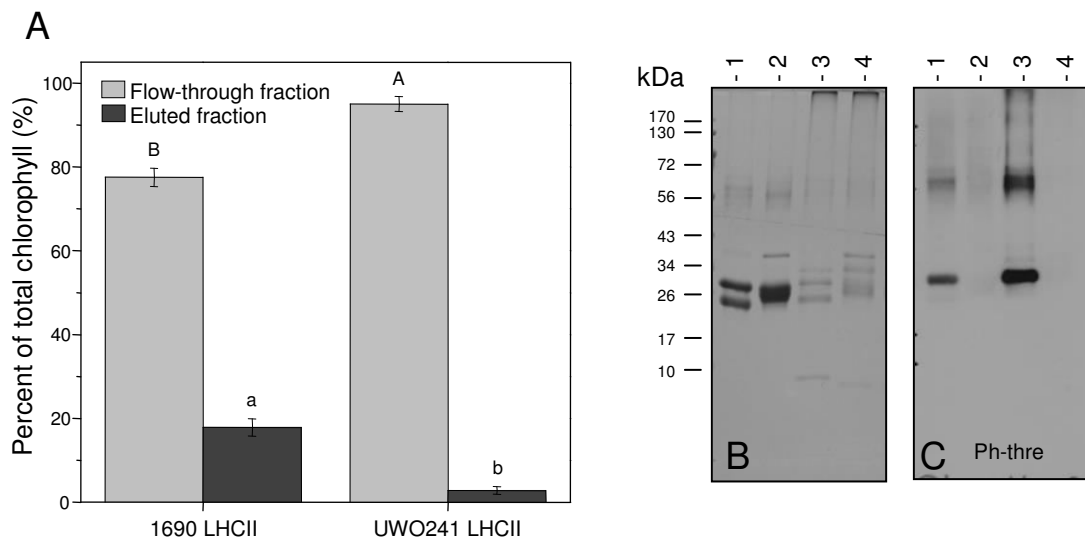 A
Percent of total chlorophyll (%)
100
80
60
40
20
0
Flow-through fraction
Eluted fraction
B
a
A
b
1690 LHCII
UWO241 LHCII
kDa
170
130
72
56
43
34
26
17
10
1 2 3 4
B
1 2 3 4
C
Ph-thre